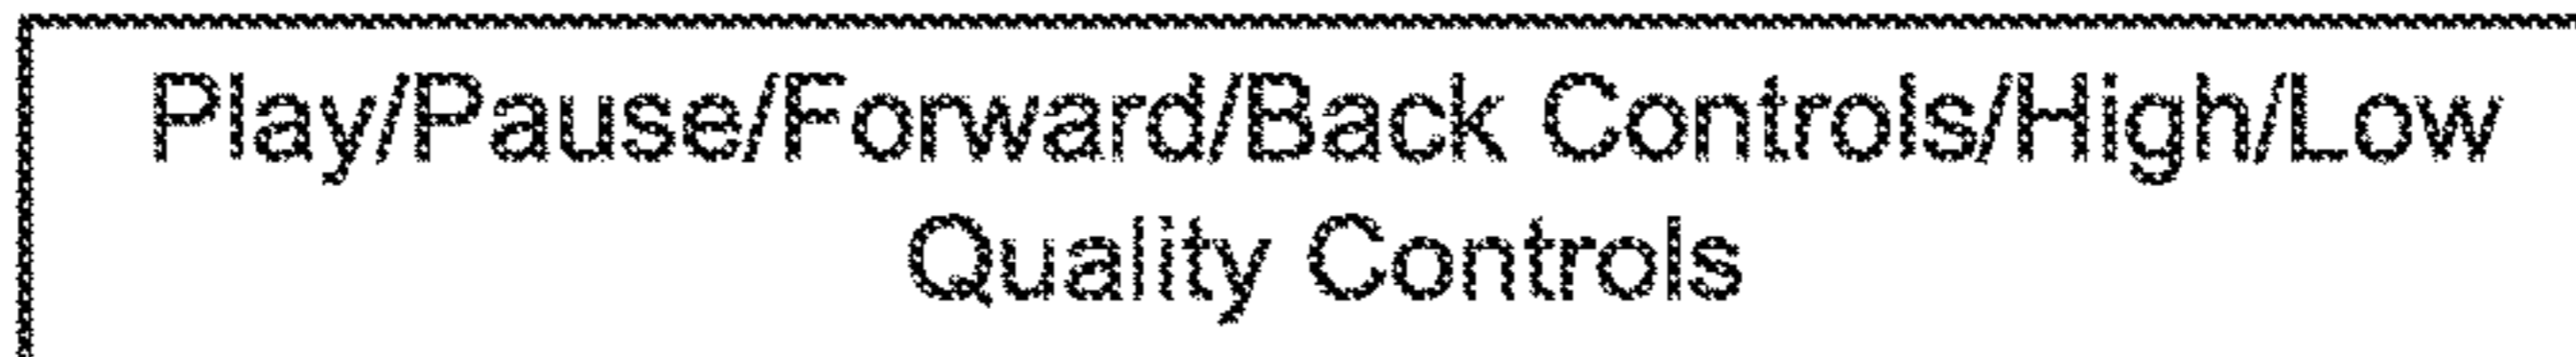 Play/Pause/Forward/Back Controls/High/Low
Quality Controls